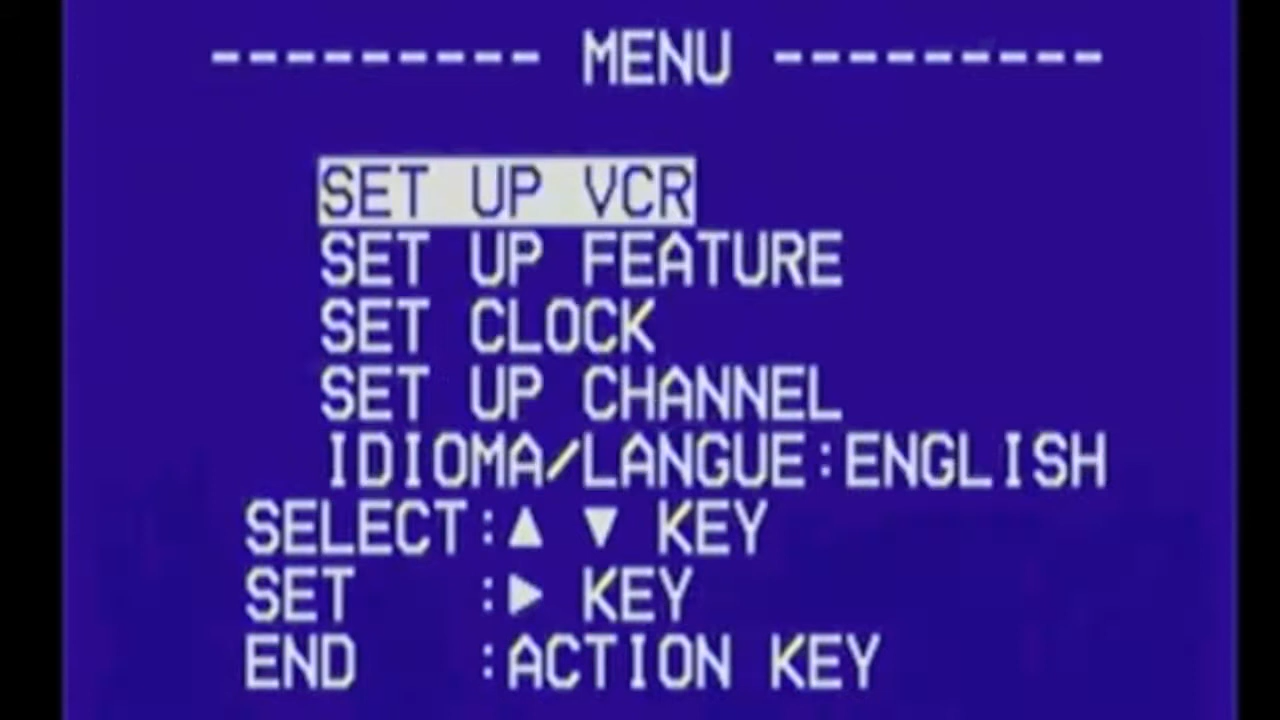 --------- MENU ---------
SET UP VCR
SET UP FEATURE
SET CLOCK
SET UP CHANNEL
IDIOMA/LANGUE:ENGLISH
SELECT:▲ ▼ KEY
SET :▶ KEY
END :ACTION KEY